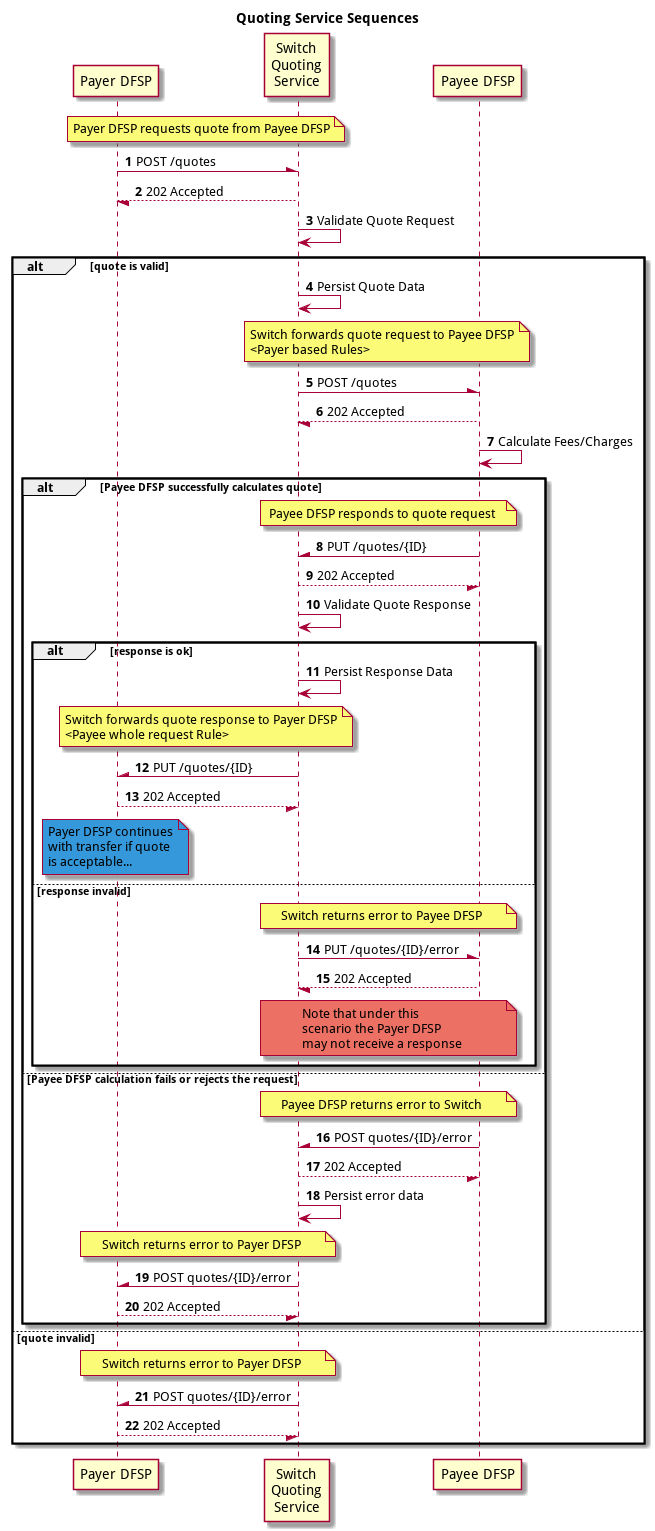 Quoting Service Sequences
Payer DFSP
Switch
Quoting
Service
Payee DFSP
Payer DFSP requests quote from Payee DFSP
1 POST /quotes
2 202 Accepted
3 Validate Quote Request
alt [quote is valid]
4 Persist Quote Data
Switch forwards quote request to Payee DFSP
<Payer based Rules>
5 POST /quotes
6 202 Accepted
7 Calculate Fees/Charges
alt [Payee DFSP successfully calculates quote]
Payee DFSP responds to quote request
8 PUT /quotes/{ID}
9 202 Accepted
10 Validate Quote Response
alt [response is ok]
11 Persist Response Data
Switch forwards quote response to Payer DFSP
<Payee whole request Rule>
12 PUT /quotes/{ID}
13 202 Accepted
Payer DFSP continues
with transfer if quote
is acceptable...
[response invalid]
Switch returns error to Payee DFSP
14 PUT /quotes/{ID}/error
15 202 Accepted
Note that under this
scenario the Payer DFSP
may not receive a response
[Payee DFSP calculation fails or rejects the request]
Payee DFSP returns error to Switch
16 POST quotes/{ID}/error
17 202 Accepted
18 Persist error data
Switch returns error to Payer DFSP
19 POST quotes/{ID}/error
20 202 Accepted
[quote invalid]
Switch returns error to Payer DFSP
21 POST quotes/{ID}/error
22 202 Accepted
Payer DFSP
Switch
Quoting
Service
Payee DFSP